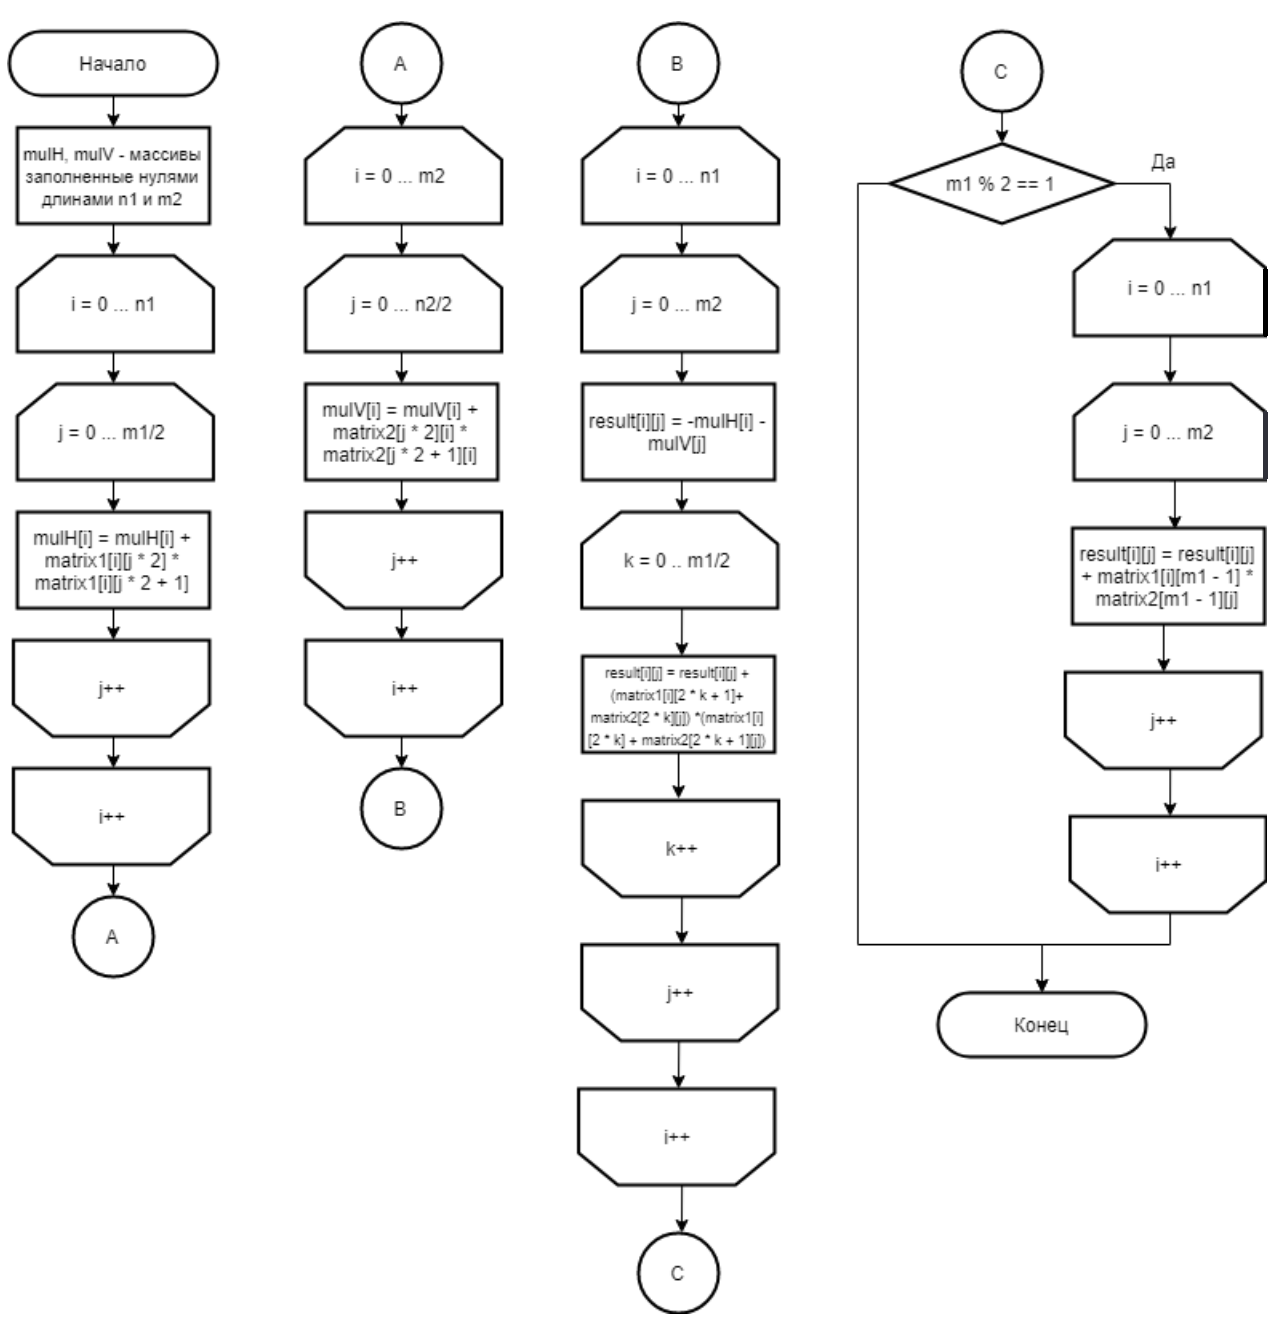 Начало
mulH, mulV - массивы
заполненные нулями
длинами n1 и m2
i = 0 ... n1
j = 0 ... m1/2
mulH[i] = mulH[i] +
matrix1[i][j * 2] *
matrix1[i][j * 2 + 1]
j++
i++
A
A
i = 0 ... m2
j = 0 ... n2/2
mulV[i] = mulV[i] +
matrix2[j * 2][i] *
matrix2[j * 2 + 1][i]
j++
i++
B
B
i = 0 ... n1
j = 0 ... m2
result[i][j] = -mulH[i] -
mulV[j]
k = 0 .. m1/2
result[i][j] = result[i][j] +
(matrix1[i][2 * k + 1]+
matrix2[2 * k][j]) *(matrix1[i]
[2 * k] + matrix2[2 * k + 1][j])
k++
j++
i++
C
C
m1 % 2 == 1
Да
i = 0 ... n1
j = 0 ... m2
result[i][j] = result[i][j]
+ matrix1[i][m1 - 1] *
matrix2[m1 - 1][j]
j++
i++
Конец